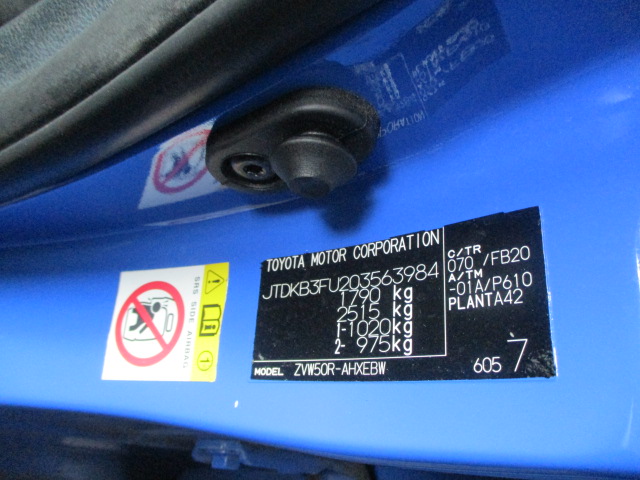 TOYOTA MOTOR CORPORATION
JTDKB3FU203563984
1790 kg
2515 kg
1-1020kg
2- 975kg
MODEL ZVW50R-AHXEBW
C/TR
070 /FB20
A/TM
-01A/P610
PLANTA42
605 7
SRS SIDE AIRBAG